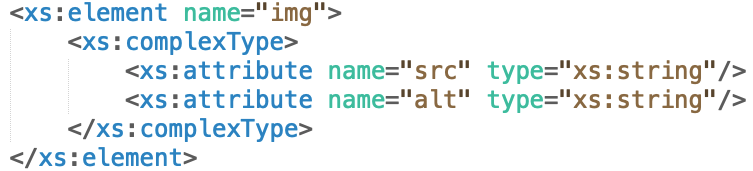 <xs:element name="img">
    <xs:complexType>
        <xs:attribute name="src" type="xs:string"/>
        <xs:attribute name="alt" type="xs:string"/>
    </xs:complexType>
</xs:element>